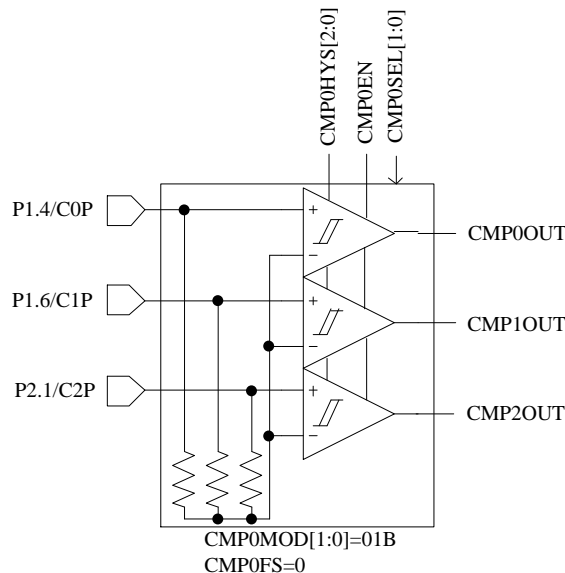 CMP0HYS[2:0]
CMP0EN
CMP0SEL[1:0]
P1.4/C0P
+
−
CMP0OUT
P1.6/C1P
+
−
CMP1OUT
P2.1/C2P
+
−
CMP2OUT
CMP0MOD[1:0]=01B
CMP0FS=0